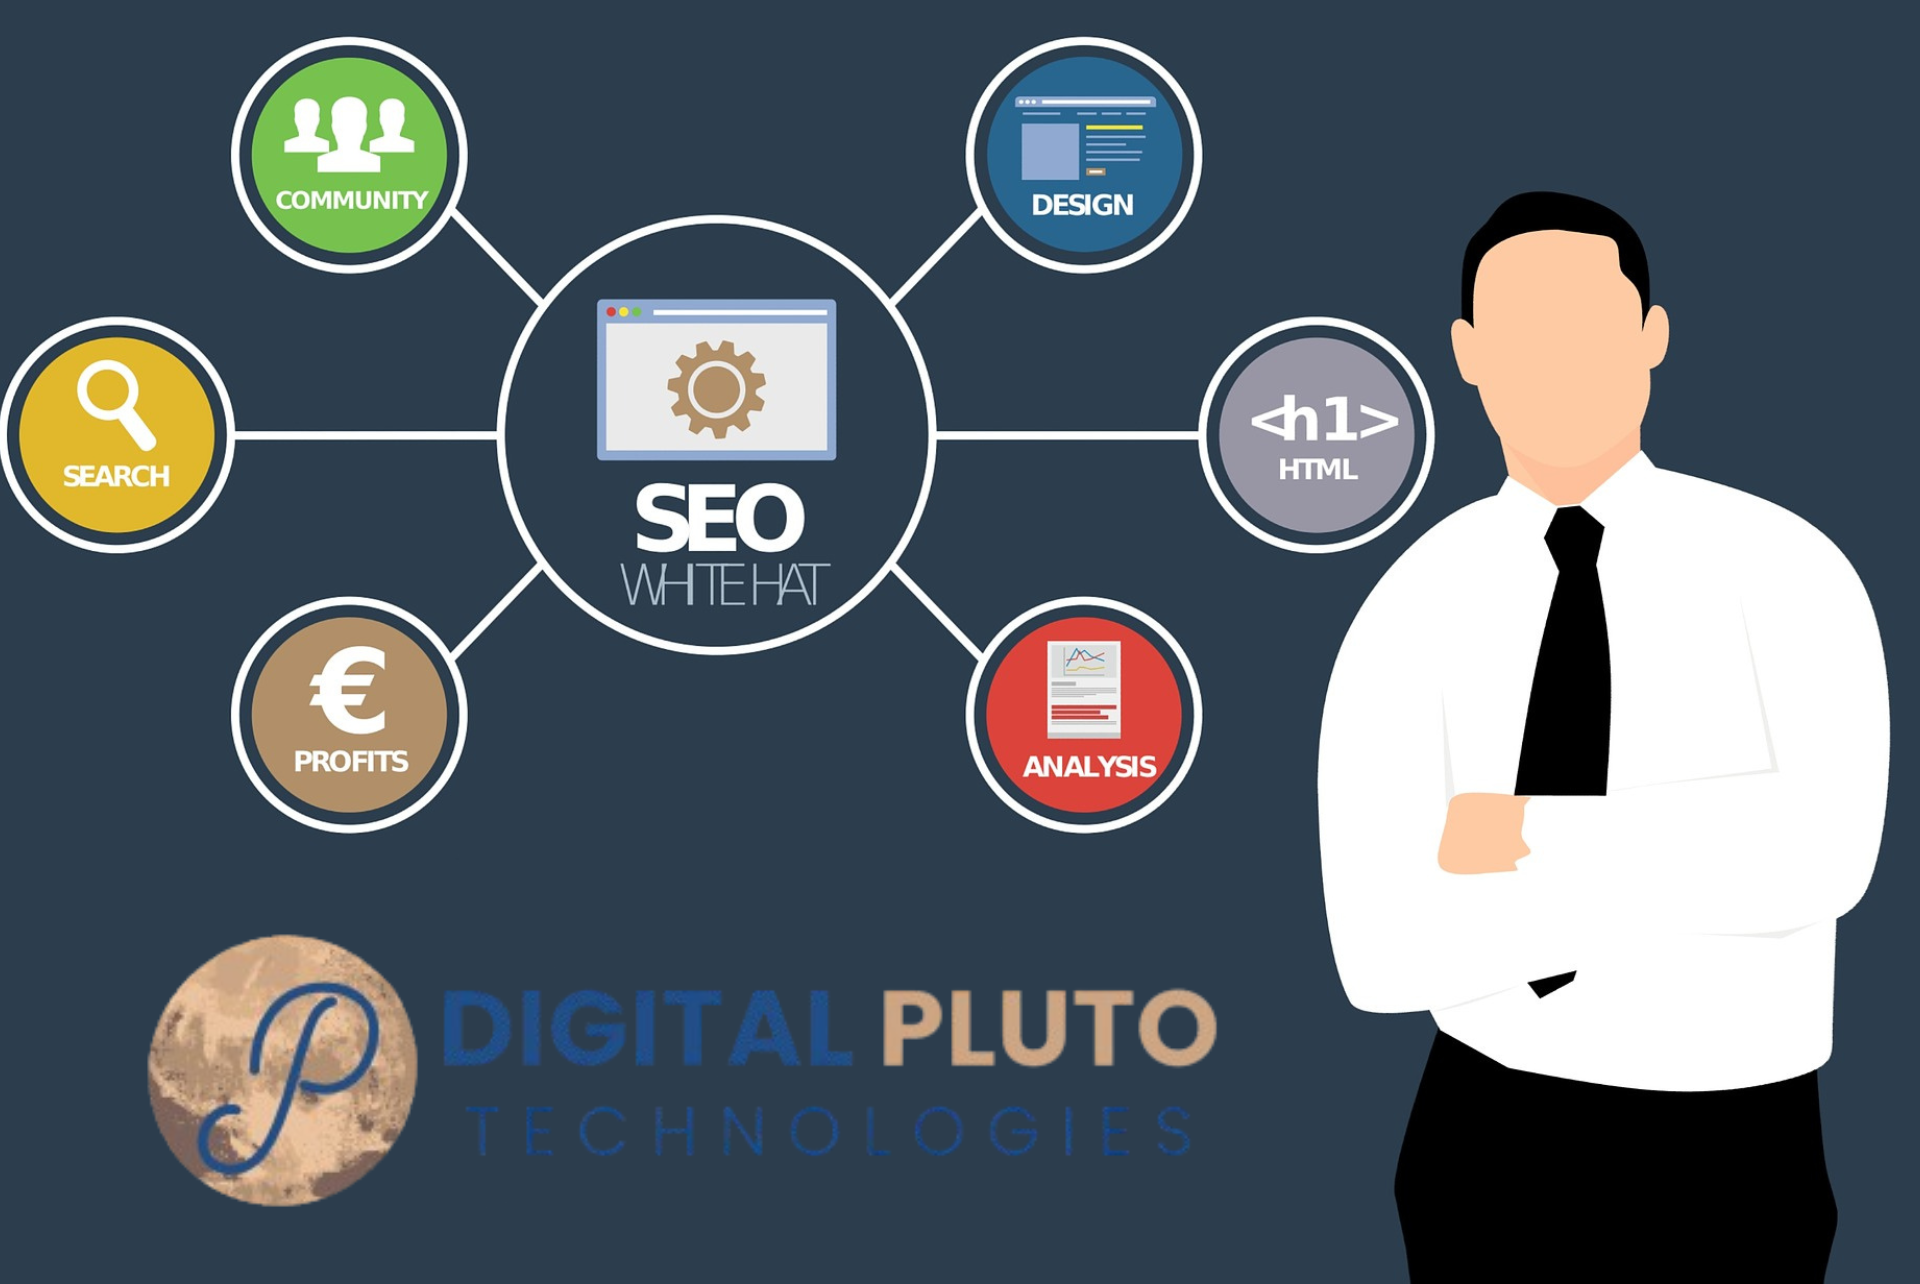 COMMUNITY
DESIGN
SEARCH
SEO
WHITE HAT
<h1>
HTML
€
PROFITS
ANALYSIS
P
DIGITAL PLUTO
TECHNOLOGIES